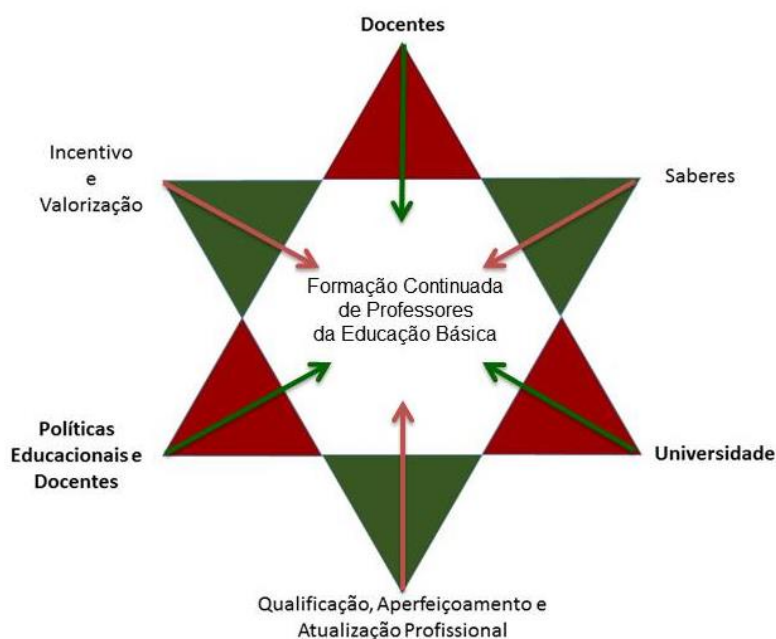 Docentes
Incentivo
e
Valorização
Saberes
Formação Continuada
de Professores
da Educação Básica
Políticas
Educacionais e
Docentes
Universidade
Qualificação, Aperfeiçoamento e
Atualização Profissional